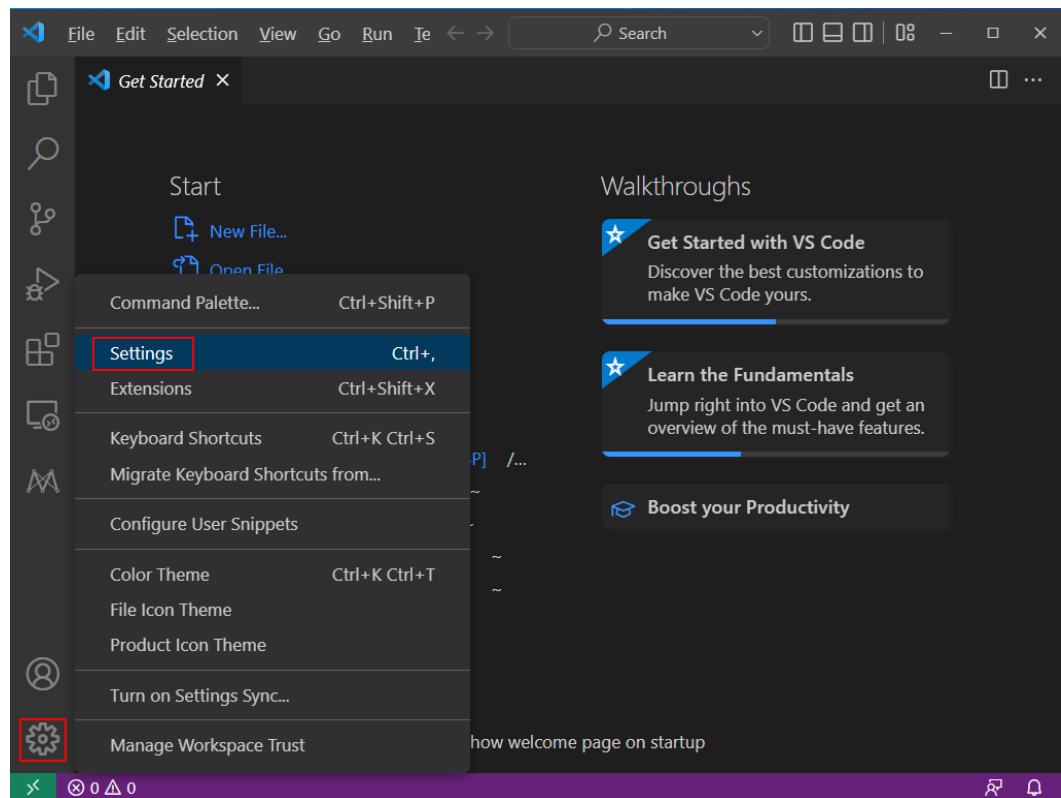 File Edit Selection View Go Run Te Search
Get Started
Start
New File...
Open File
Walkthroughs
Get Started with VS Code
Discover the best customizations to
make VS Code yours.
Learn the Fundamentals
Jump right into VS Code and get an
overview of the must-have features.
Boost your Productivity
Command Palette... Ctrl+Shift+P
Settings Ctrl+,
Extensions Ctrl+Shift+X
Keyboard Shortcuts Ctrl+K Ctrl+S
Migrate Keyboard Shortcuts from...
Configure User Snippets
Color Theme Ctrl+K Ctrl+T
File Icon Theme
Product Icon Theme
Turn on Settings Sync...
Manage Workspace Trust
P] /...
~
~
~
how welcome page on startup
0 0